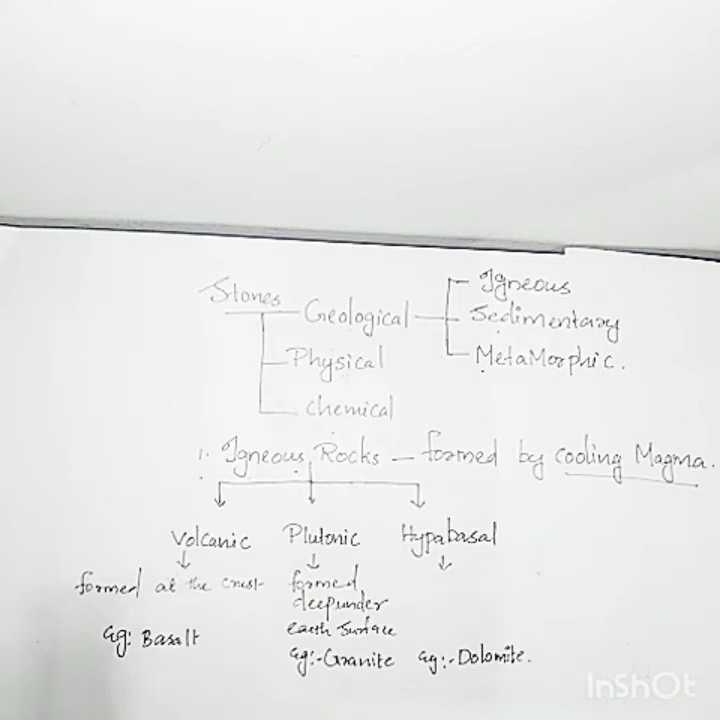 Stones
Geological
Igneous
Sedimentary
MetaMorphic.
Physical
chemical
1. Igneous Rocks - formed by cooling Magma.
Volcanic
Plutonic
Hypabasal
formed at the crust
eg: Basalt
formed
deepunder
earth Surface
eg:-Granite
eg:-Dolomite.
InShOt